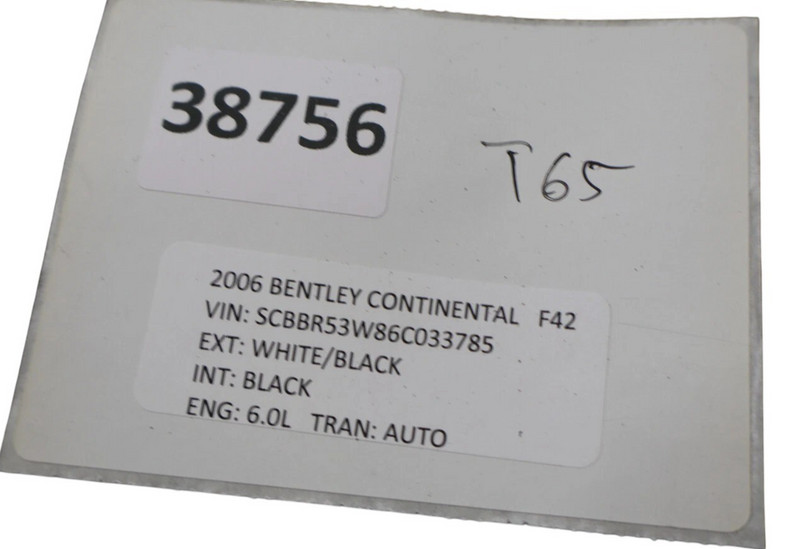 38756
T65
2006 BENTLEY CONTINENTAL F42
VIN: SCBBR53W86C033785
EXT: WHITE/BLACK
INT: BLACK
ENG: 6.0L TRAN: AUTO